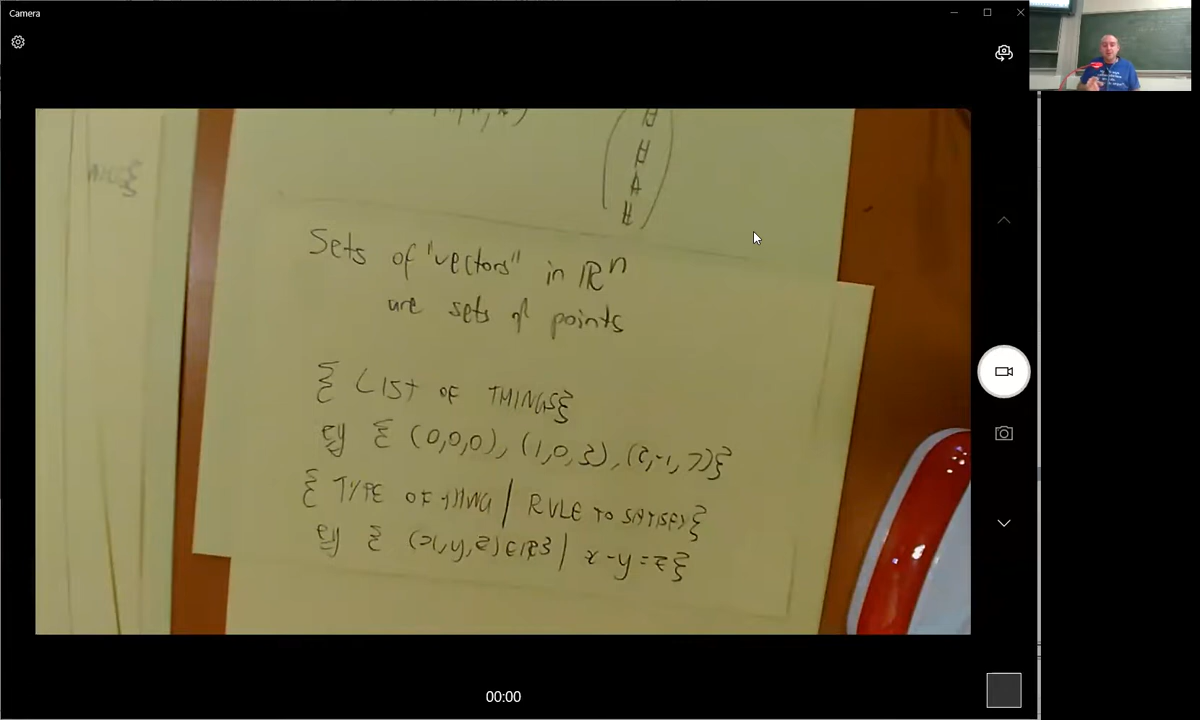 Camera
Sets of "vectors" in ℝⁿ
are sets of points
{ LIST OF THINGS}
eg { (0,0,0), (1,0,3), (2,-1,7)}
{ TYPE OF THING | RULE TO SATISFY}
eg { (x,y,z)∈ℝ³ | x-y=z}
00:00